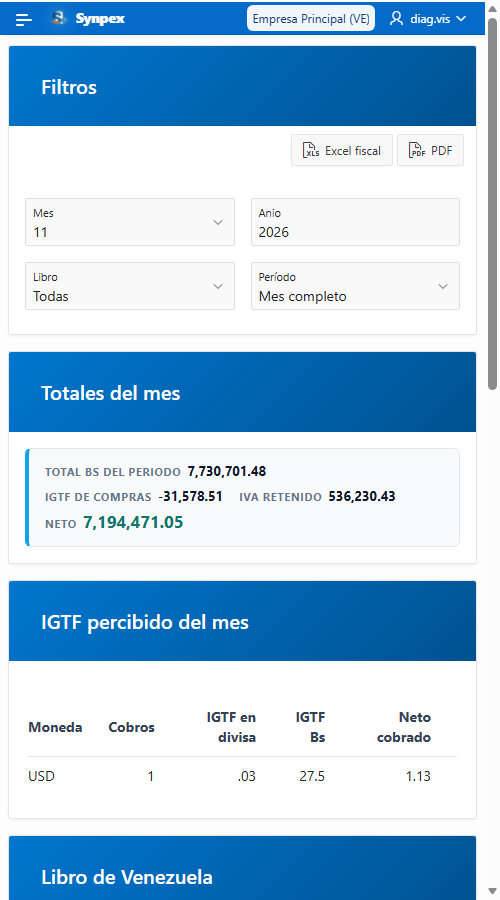 Synpex
Empresa Principal (VE)
diag.vis
Filtros
XLS Excel fiscal
PDF PDF
Mes
11
Anio
2026
Libro
Todas
Período
Mes completo
Totales del mes
TOTAL BS DEL PERIODO 7,730,701.48
IGTF DE COMPRAS -31,578.51 IVA RETENIDO 536,230.43
NETO 7,194,471.05
IGTF percibido del mes
Moneda Cobros IGTF en divisa IGTF Bs Neto cobrado
USD 1 .03 27.5 1.13
Libro de Venezuela